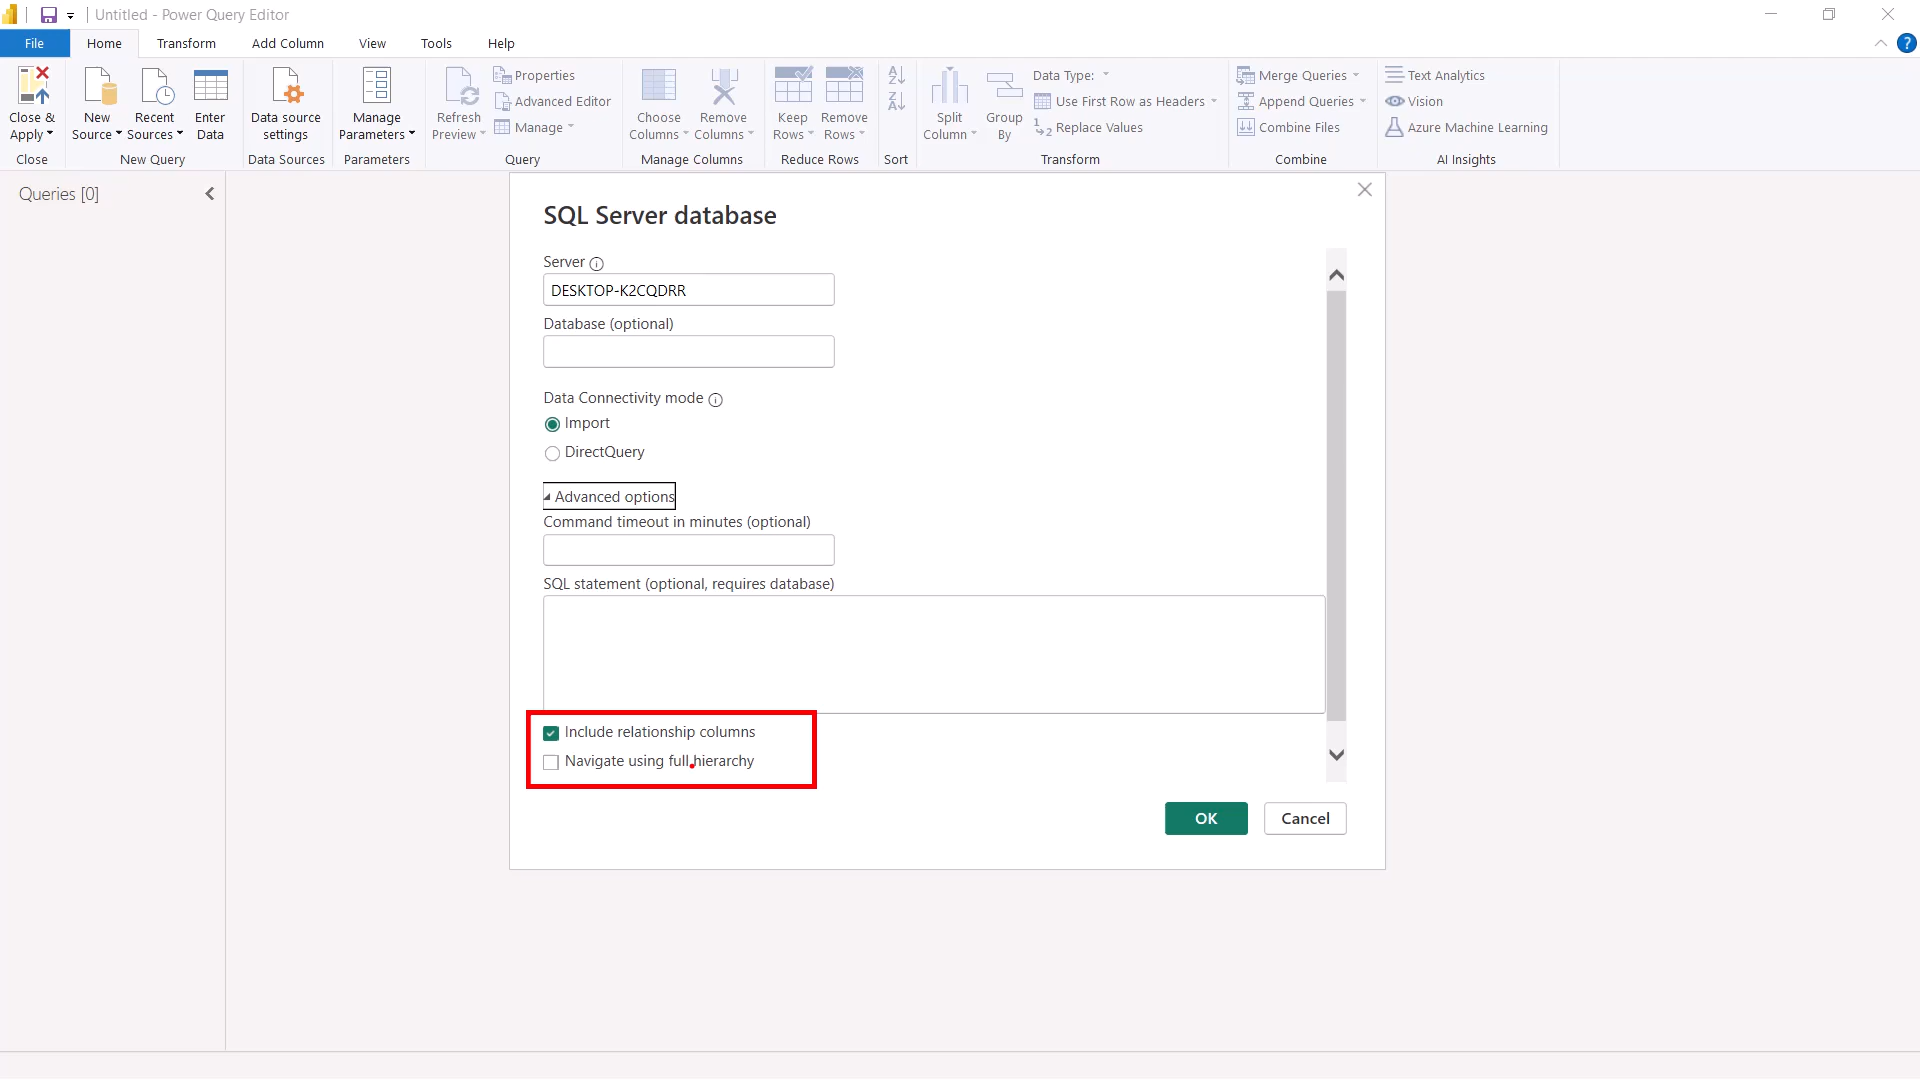 Untitled - Power Query Editor
File Home Transform Add Column View Tools Help
?
Close & Apply
New Source
Recent Sources
Enter Data
Data source settings
Manage Parameters
Refresh Preview
Properties
Advanced Editor
Manage
Choose Columns
Remove Columns
Keep Rows
Remove Rows
A
Z
Z
A
Split Column
Group By
Data Type:
Use First Row as Headers
1
2
Replace Values
Merge Queries
Append Queries
Combine Files
Text Analytics
Vision
Azure Machine Learning
Close New Query Data Sources Parameters Query Manage Columns Reduce Rows Sort Transform Combine AI Insights
Queries [0]
SQL Server database
Server
DESKTOP-K2CQDRR
Database (optional)
Data Connectivity mode
Import
DirectQuery
Advanced options
Command timeout in minutes (optional)
SQL statement (optional, requires database)
Include relationship columns
Navigate using full hierarchy
OK Cancel